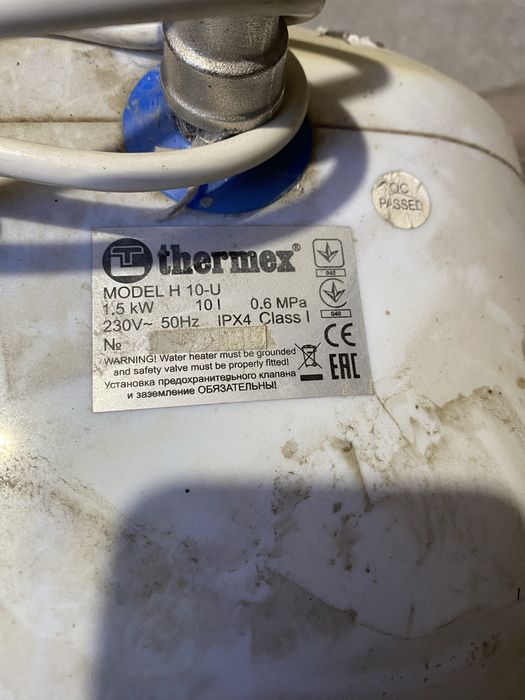 QC
PASSED
thermex®
MODEL H 10-U
1.5 kW 10 l 0.6 MPa
230V~ 50Hz IPX4 Class I
№
WARNING! Water heater must be grounded
and safety valve must be properly fitted!
Установка предохранительного клапана
и заземление ОБЯЗАТЕЛЬНЫ!
040
CE
EAC